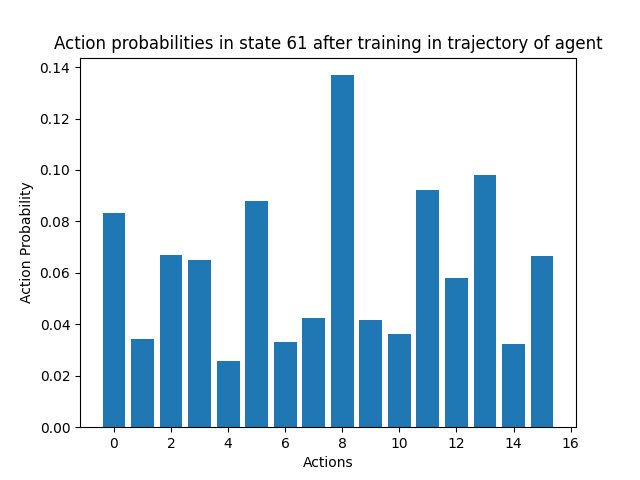 Action probabilities in state 61 after training in trajectory of agent
0.14
0.12
0.10
0.08
0.06
0.04
0.02
0.00
Action Probability
0 2 4 6 8 10 12 14 16
Actions